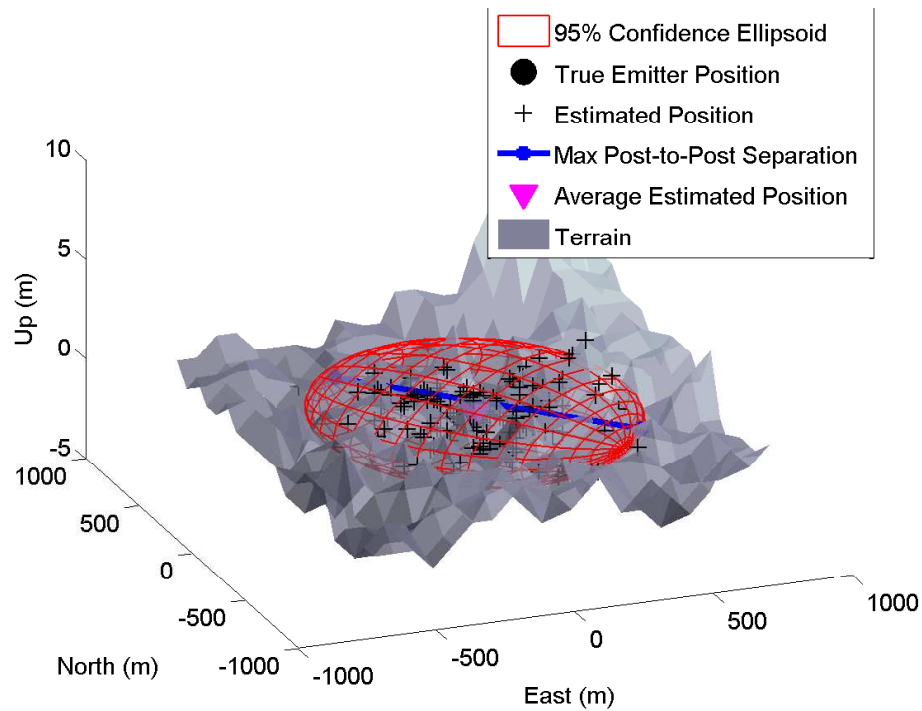 95% Confidence Ellipsoid
True Emitter Position
Estimated Position
Max Post-to-Post Separation
Average Estimated Position
Terrain
10
5
0
-5
Up (m)
1000
500
0
-500
-1000
North (m)
-1000
-500
0
500
1000
East (m)